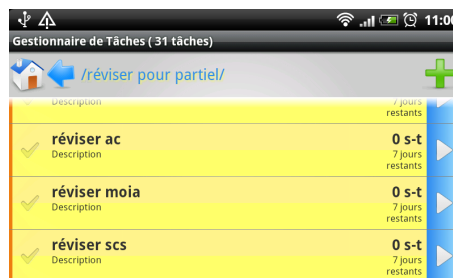 11:00
Gestionnaire de Tâches ( 31 tâches)
/réviser pour partiel/
Description
7 jours
restants
réviser ac
0 s-t
Description
7 jours
restants
réviser moia
0 s-t
Description
7 jours
restants
réviser scs
0 s-t
Description
7 jours
restants